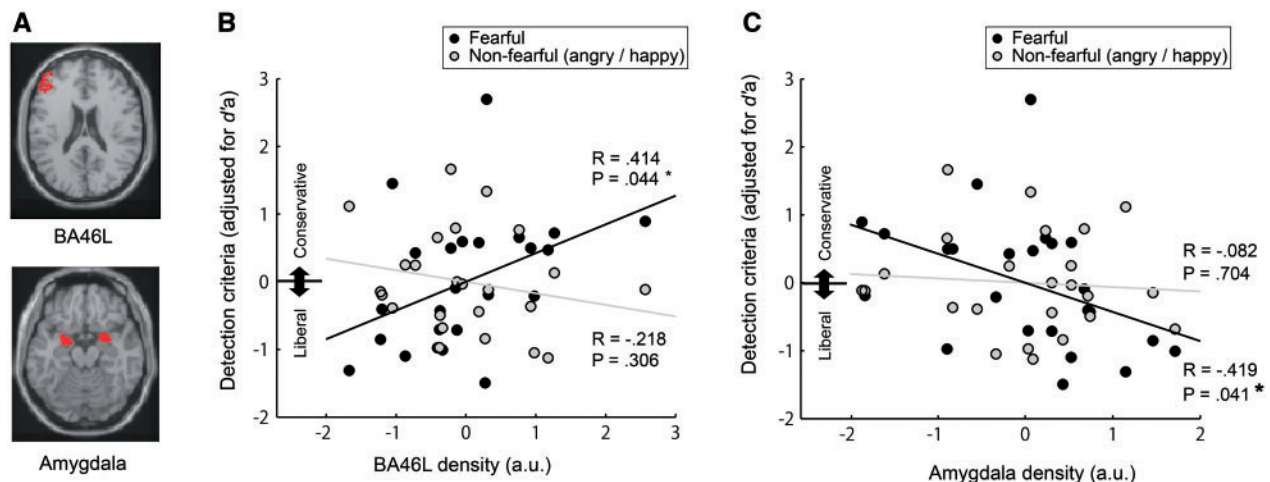 A
BA46L
Amygdala
B
Fearful
Non-fearful (angry / happy)
Detection criteria (adjusted for d'a)
3
2
1
0
-1
-2
Conservative
Liberal
R = .414
P = .044 *
R = -.218
P = .306
-2
-1
0
1
2
3
BA46L density (a.u.)
C
Fearful
Non-fearful (angry / happy)
Detection criteria (adjusted for d'a)
3
2
1
0
-1
-2
Conservative
Liberal
R = -.082
P = .704
R = -.419
P = .041 *
-2
-1
0
1
2
Amygdala density (a.u.)